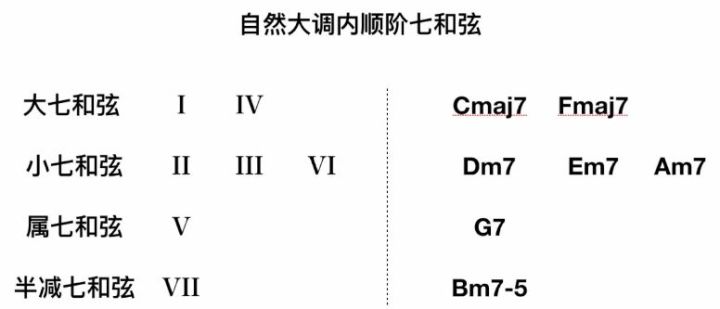 自然大调内顺阶七和弦
大七和弦 I IV Cmaj7 Fmaj7
小七和弦 II III VI Dm7 Em7 Am7
属七和弦 V G7
半减七和弦 VII Bm7-5